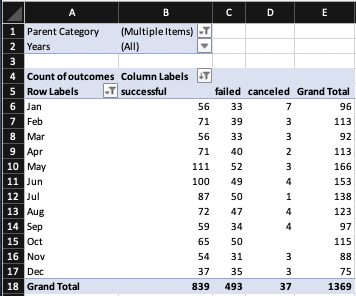 A B C D E
1 Parent Category (Multiple Items)
2 Years (All)
3
4 Count of outcomes Column Labels
5 Row Labels successful failed canceled Grand Total
6 Jan 56 33 7 96
7 Feb 71 39 3 113
8 Mar 56 33 3 92
9 Apr 71 40 2 113
10 May 111 52 3 166
11 Jun 100 49 4 153
12 Jul 87 50 1 138
13 Aug 72 47 4 123
14 Sep 59 34 4 97
15 Oct 65 50 115
16 Nov 54 31 3 88
17 Dec 37 35 3 75
18 Grand Total 839 493 37 1369